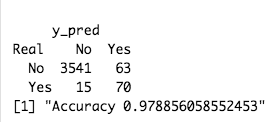 y_pred
Real No Yes
No 3541 63
Yes 15 70
[1] "Accuracy 0.978856058552453"